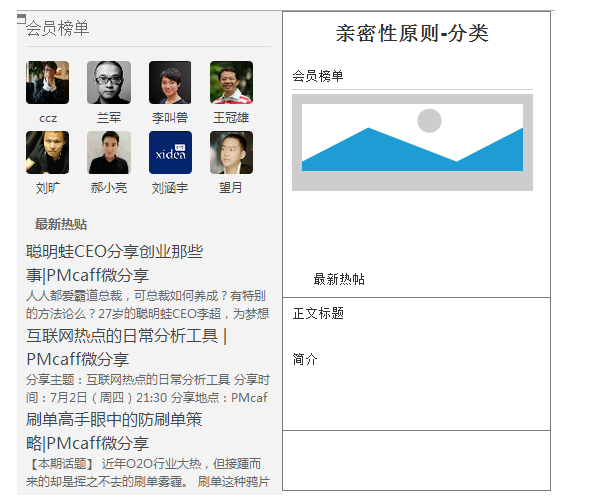 会员榜单
ccz
兰军
李叫兽
王冠雄
xidea
刘旷
郝小亮
刘涵宇
望月
最新热贴
聪明蛙CEO分享创业那些
事|PMcaff微分享
人人都爱霸道总裁，可总裁如何养成？有特别
的方法论么？27岁的聪明蛙CEO李超，为梦想
互联网热点的日常分析工具 |
PMcaff微分享
分享主题：互联网热点的日常分析工具 分享时
间：7月2日（周四）21:30 分享地点：PMcaf
刷单高手眼中的防刷单策
略|PMcaff微分享
【本期话题】 近年O2O行业大热，但接踵而
来的却是挥之不去的刷单雾霾。 刷单这种鸦片
亲密性原则-分类
会员榜单
最新热帖
正文标题
简介